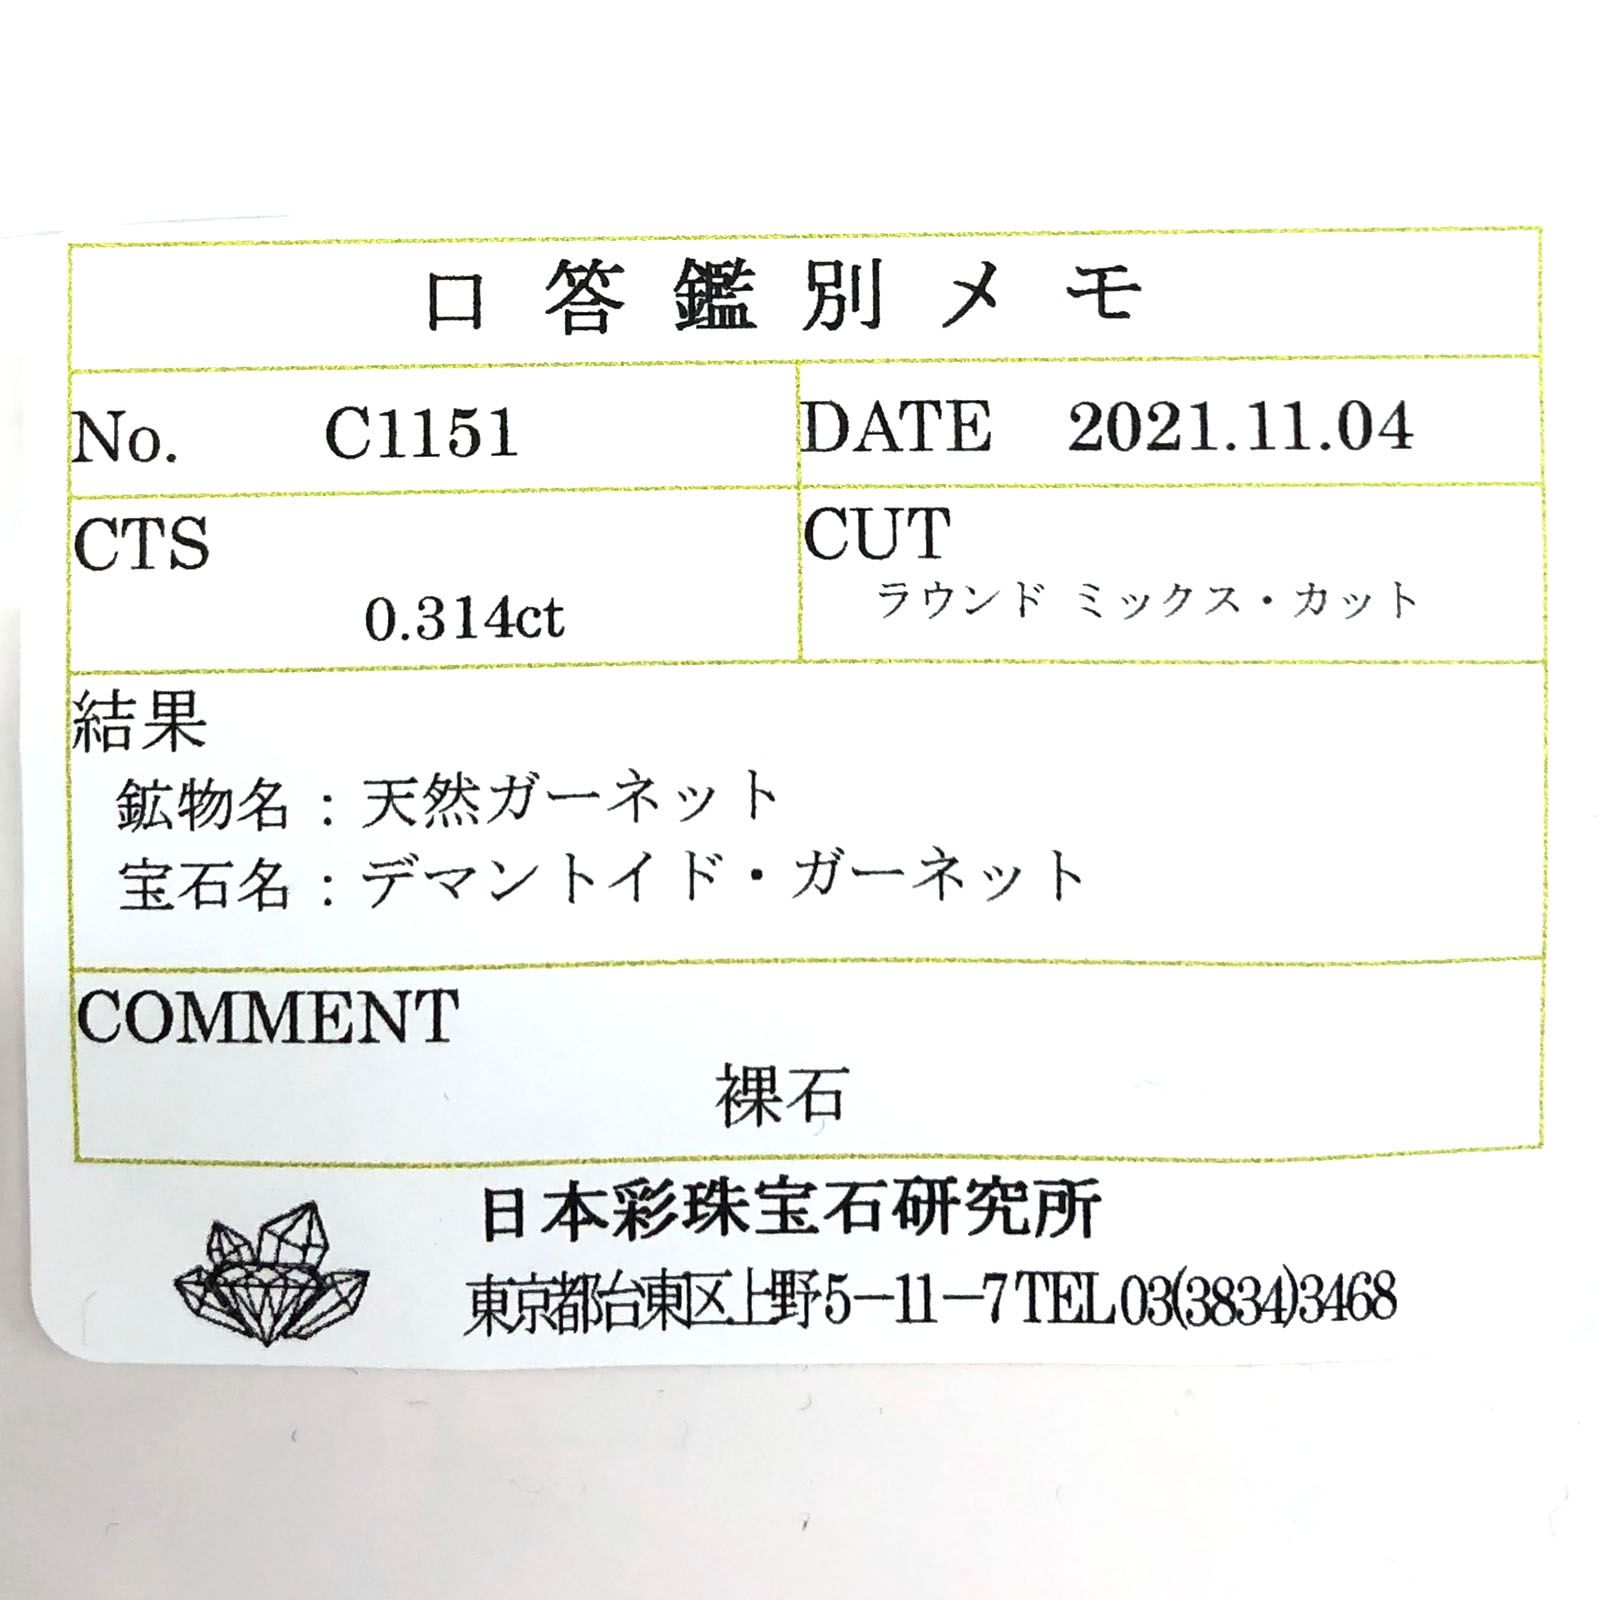 口答鑑別メモ
No. C1151 DATE 2021.11.04
CTS CUT
0.314ct ラウンド ミックス・カット
結果
鉱物名：天然ガーネット
宝石名：デマントイド・ガーネット
COMMENT
裸石
日本彩珠宝石研究所
東京都台東区上野5－11－7 TEL 03(3834)3468